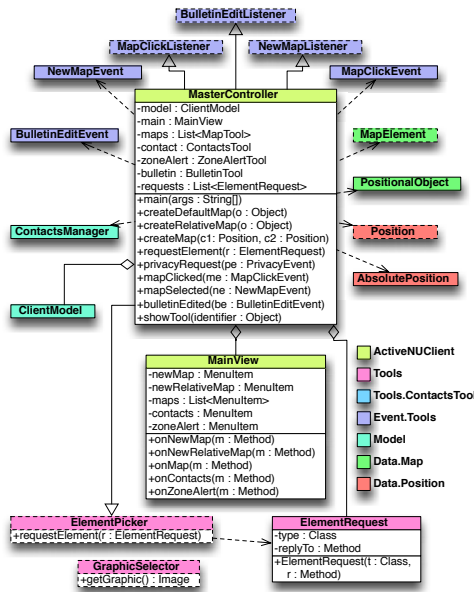 BulletinEditListener
MapClickListener
NewMapListener
NewMapEvent
MapClickEvent
MasterController
-model : ClientModel
-main : MainView
-maps : List<MapTool>
-contact : ContactsTool
-zoneAlert : ZoneAlertTool
-bulletin : BulletinTool
-requests : List<ElementRequest>
+main(args : String[])
+createDefaultMap(o : Object)
+createRelativeMap(o : Object)
+createMap(c1: Position, c2 : Position)
+requestElement(r : ElementRequest)
+privacyRequest(pe : PrivacyEvent)
+mapClicked(me : MapClickEvent)
+mapSelected(ne : NewMapEvent)
+bulletinEdited(be : BulletinEditEvent)
+showTool(identifier : Object)
BulletinEditEvent
MapElement
PositionalObject
ContactsManager
Position
AbsolutePosition
ClientModel
MainView
-newMap : MenuItem
-newRelativeMap : MenuItem
-maps : List<MenuItem>
-contacts : MenuItem
-zoneAlert : MenuItem
+onNewMap(m : Method)
+onNewRelativeMap(m : Method)
+onMap(m : Method)
+onContacts(m : Method)
+onZoneAlert(m : Method)
ActiveNUClient
Tools
Tools.ContactsTool
Event.Tools
Model
Data.Map
Data.Position
ElementPicker
+requestElement(r : ElementRequest)
ElementRequest
-type : Class
-replyTo : Method
+ElementRequest(t : Class,
r : Method)
GraphicSelector
+getGraphic() : Image